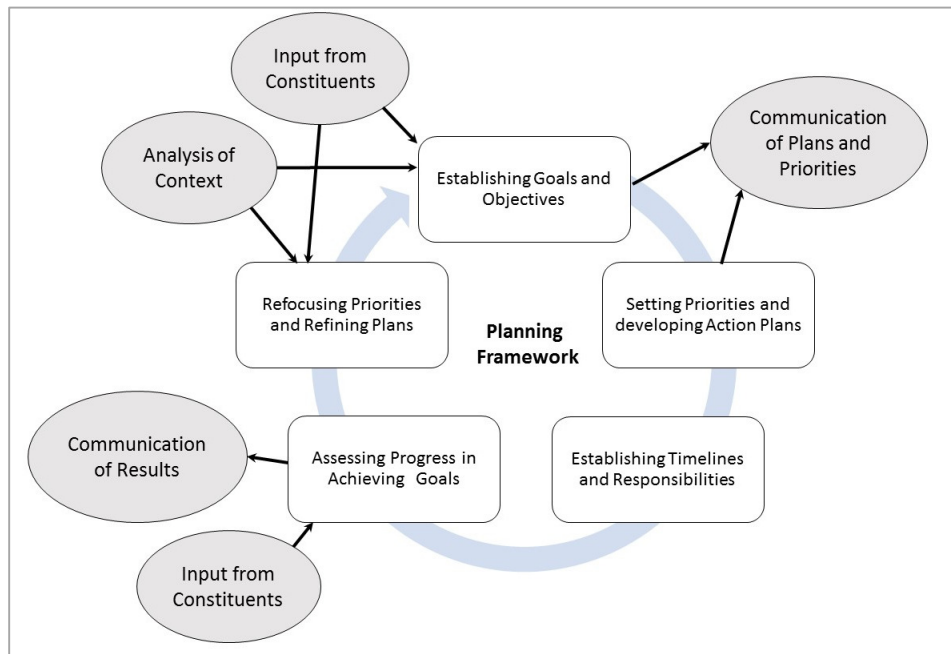 Input from
Constituents
Communication
of Plans and
Priorities
Analysis of
Context
Establishing Goals and
Objectives
Refocusing Priorities
and Refining Plans
Planning
Framework
Setting Priorities and
developing Action Plans
Communication
of Results
Assessing Progress in
Achieving Goals
Establishing Timelines
and Responsibilities
Input from
Constituents